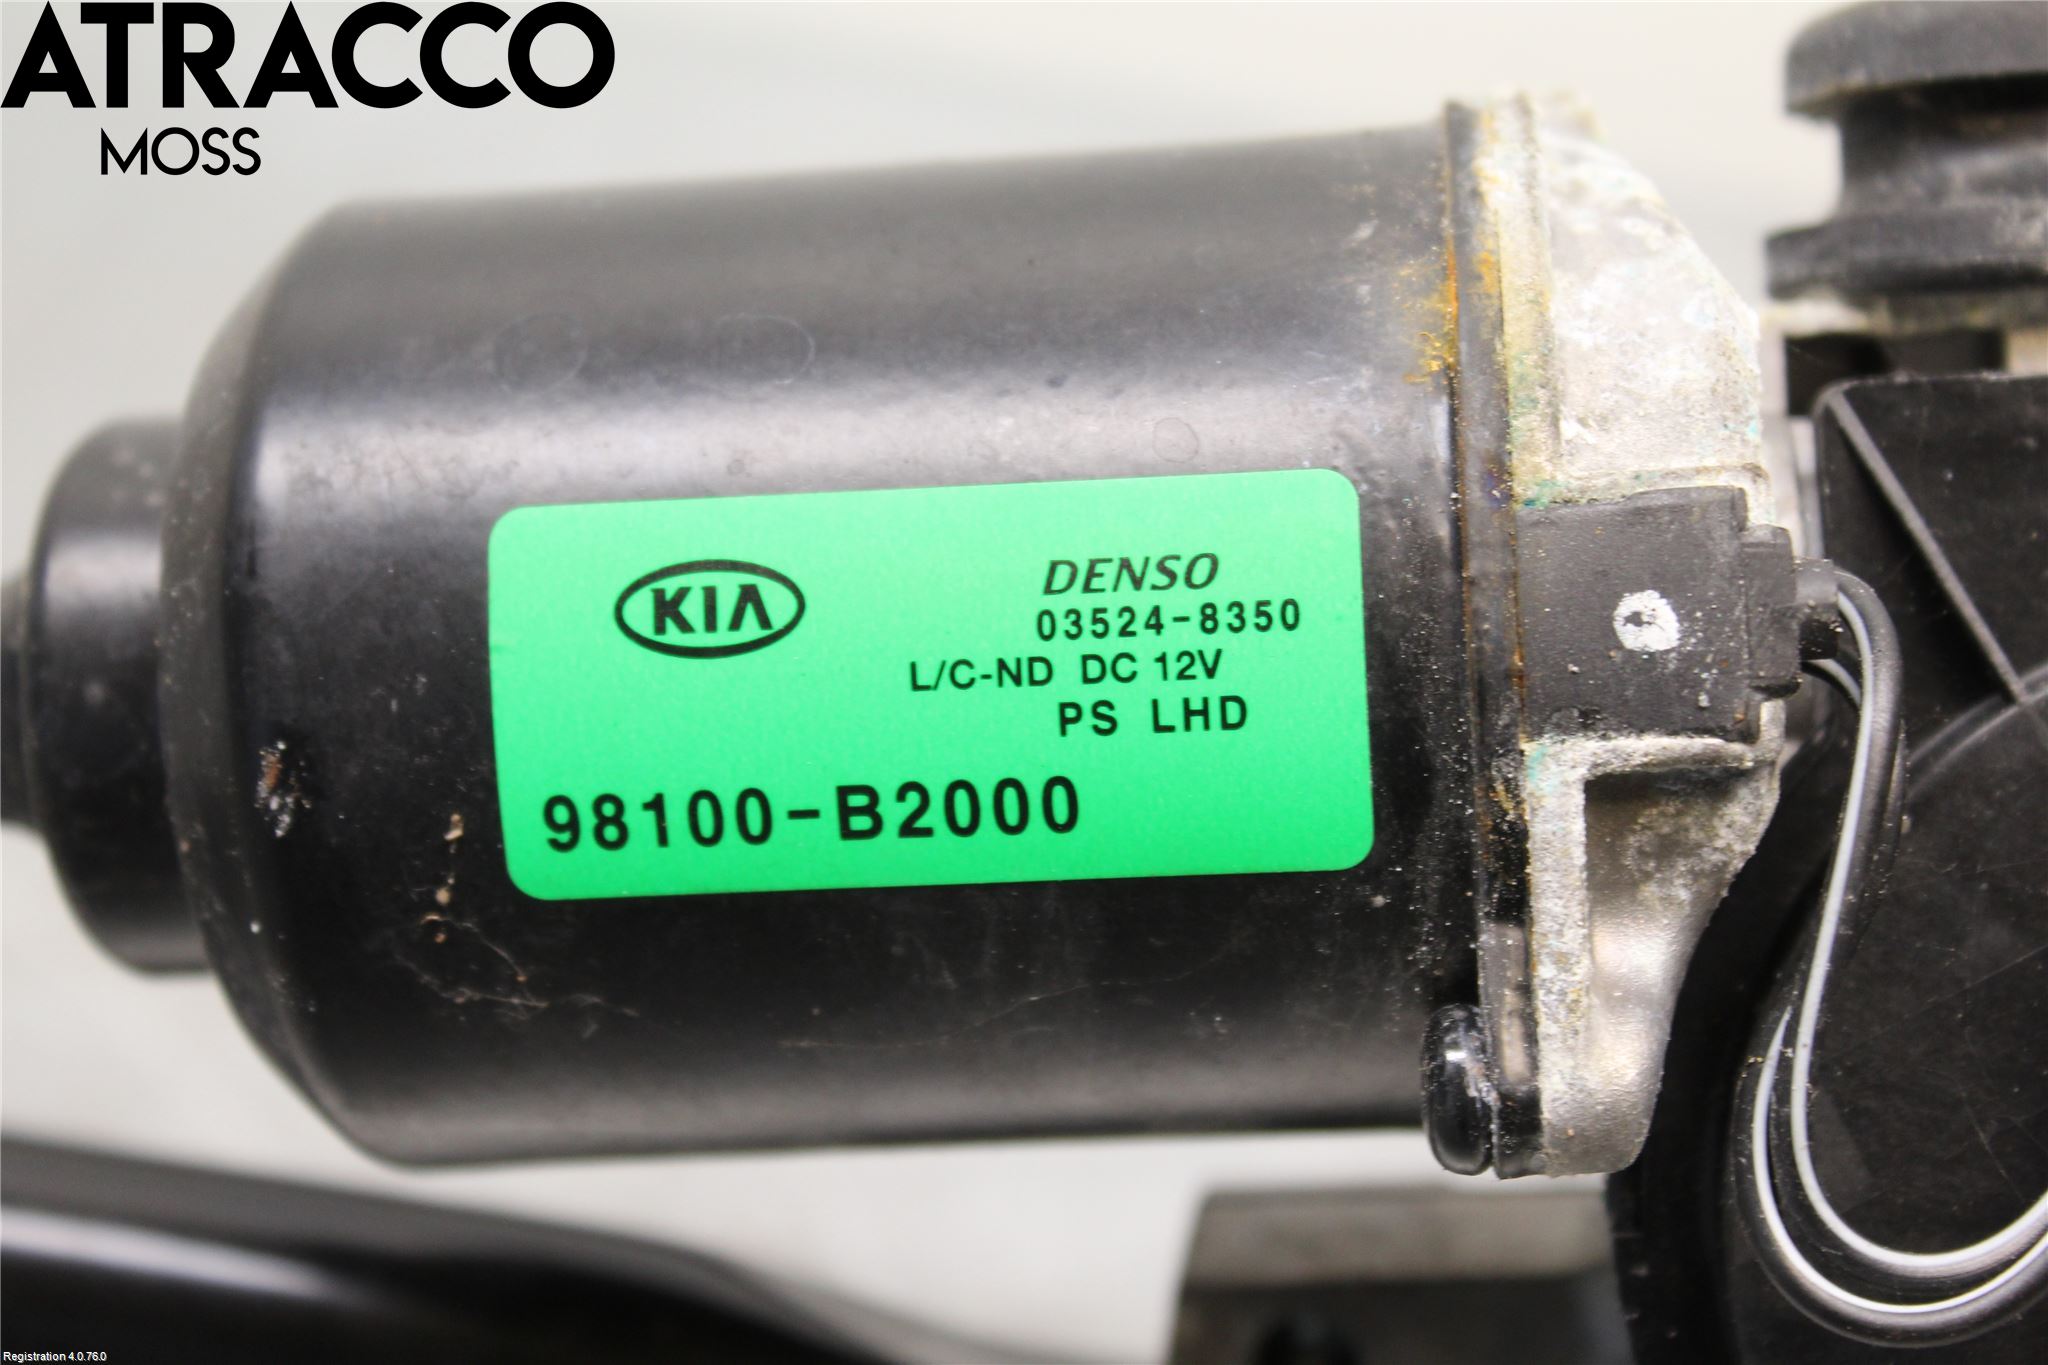 ATRACCO
MOSS
KIA
DENSO
03524-8350
L/C-ND DC 12V
PS LHD
98100-B2000
Registration 4.0.76.0